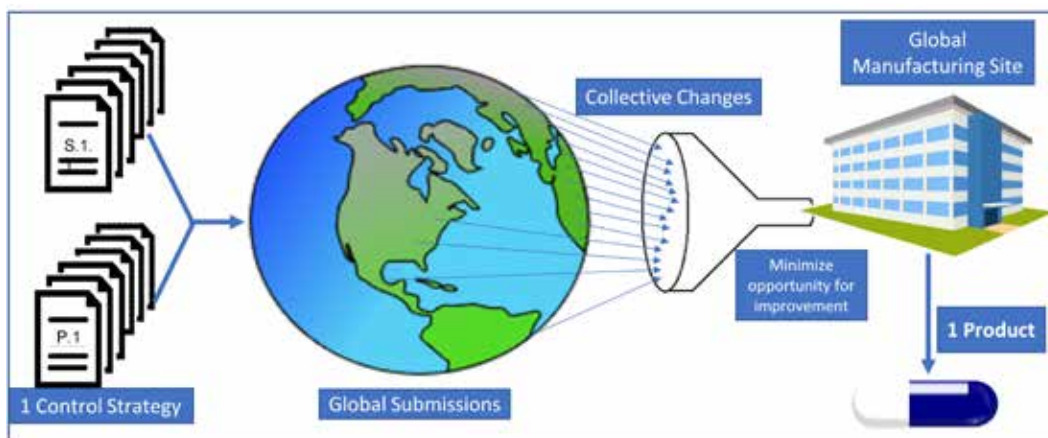 S.1.
P.1
1 Control Strategy
Global Submissions
Collective Changes
Minimize
opportunity for
improvement
Global
Manufacturing Site
1 Product